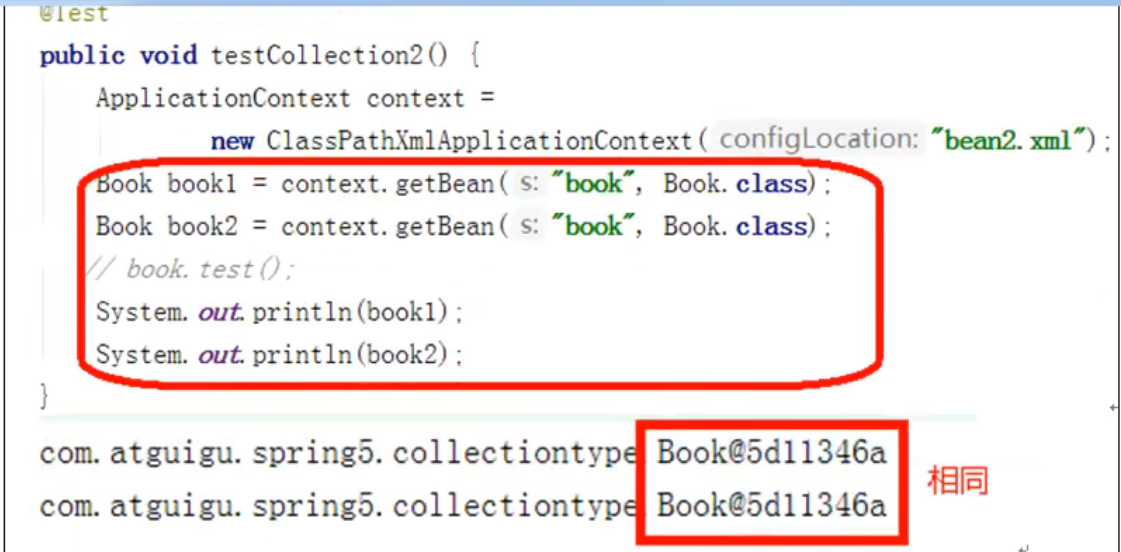 @Test
public void testCollection2() {
ApplicationContext context =
new ClassPathXmlApplicationContext( configLocation: "bean2.xml");
Book book1 = context.getBean( s: "book", Book.class);
Book book2 = context.getBean( s: "book", Book.class);
// book.test();
System.out.println(book1);
System.out.println(book2);
}
com.atguigu.spring5.collectiontype.Book@5d11346a
com.atguigu.spring5.collectiontype.Book@5d11346a
相同